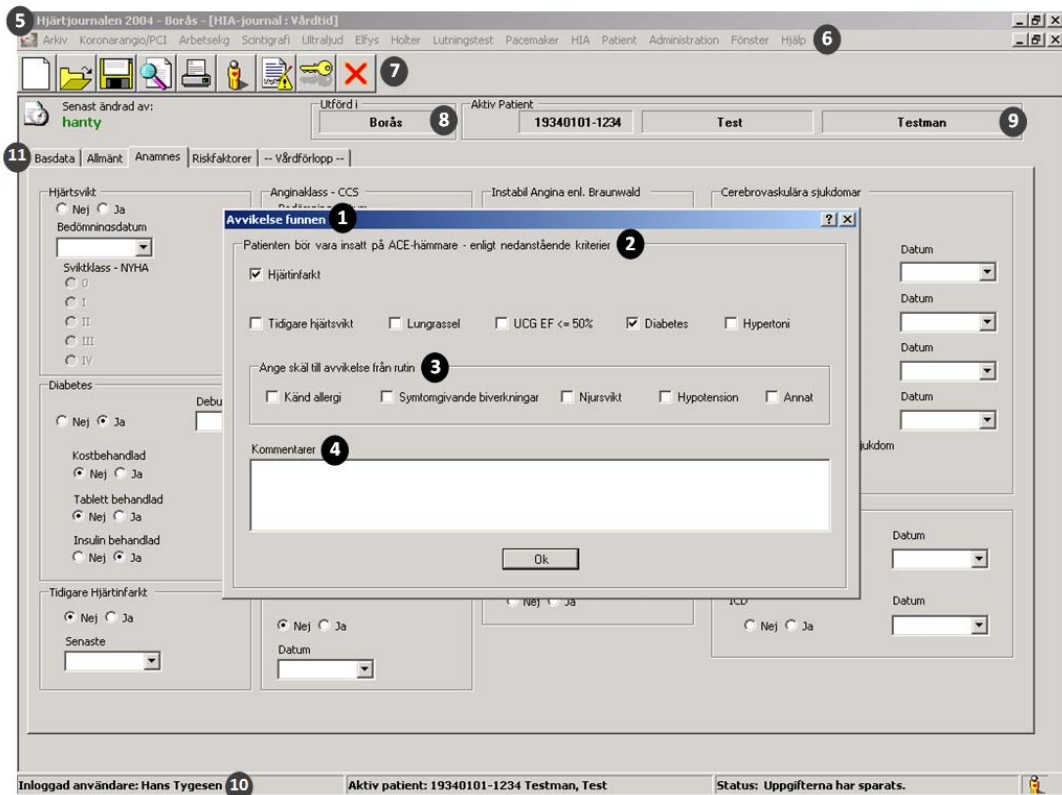 5 Hjärtjournalen 2004 - Borås - [HIA-journal : Vårdtid]
Arkiv Koronarangio/PCI Arbetsekg Scintigrafi Ultraljud Elfys Holter Lutningstest Pacemaker HIA Patient Administration Fönster Hjälp 6
7
Senast ändrad av:
hanty
Utförd i
Borås 8
Aktiv Patient
19340101-1234 Test Testman 9
11 Basdata Allmänt Anamnes Riskfaktorer -- Vårdförlopp --
Hjärtsvikt
Nej Ja
Bedömningsdatum
Sviktklass - NYHA
0
I
II
III
IV
Anginaklass - CCS
Instabil Angina enl. Braunwald
Cerebrovaskulära sjukdomar
Datum
Datum
Datum
Datum
jukdom
Avvikelse funnen 1
Patienten bör vara insatt på ACE-hämmare - enligt nedanstående kriterier 2
Hjärtinfarkt
Tidigare hjärtsvikt Lungrassel UCG EF <= 50% Diabetes Hypertoni
Ange skäl till avvikelse från rutin 3
Känd allergi Symtomgivande biverkningar Njursvikt Hypotension Annat
Kommentarer 4
Ok
Diabetes
Debu
Nej Ja
Kostbehandlad
Nej Ja
Tablett behandlad
Nej Ja
Insulin behandlad
Nej Ja
Tidigare Hjärtinfarkt
Nej Ja
Senaste
Nej Ja
Datum
Nej Ja
Datum
ICD
Nej Ja
Datum
Inloggad användare: Hans Tygesen 10
Aktiv patient: 19340101-1234 Testman, Test
Status: Uppgifterna har sparats.